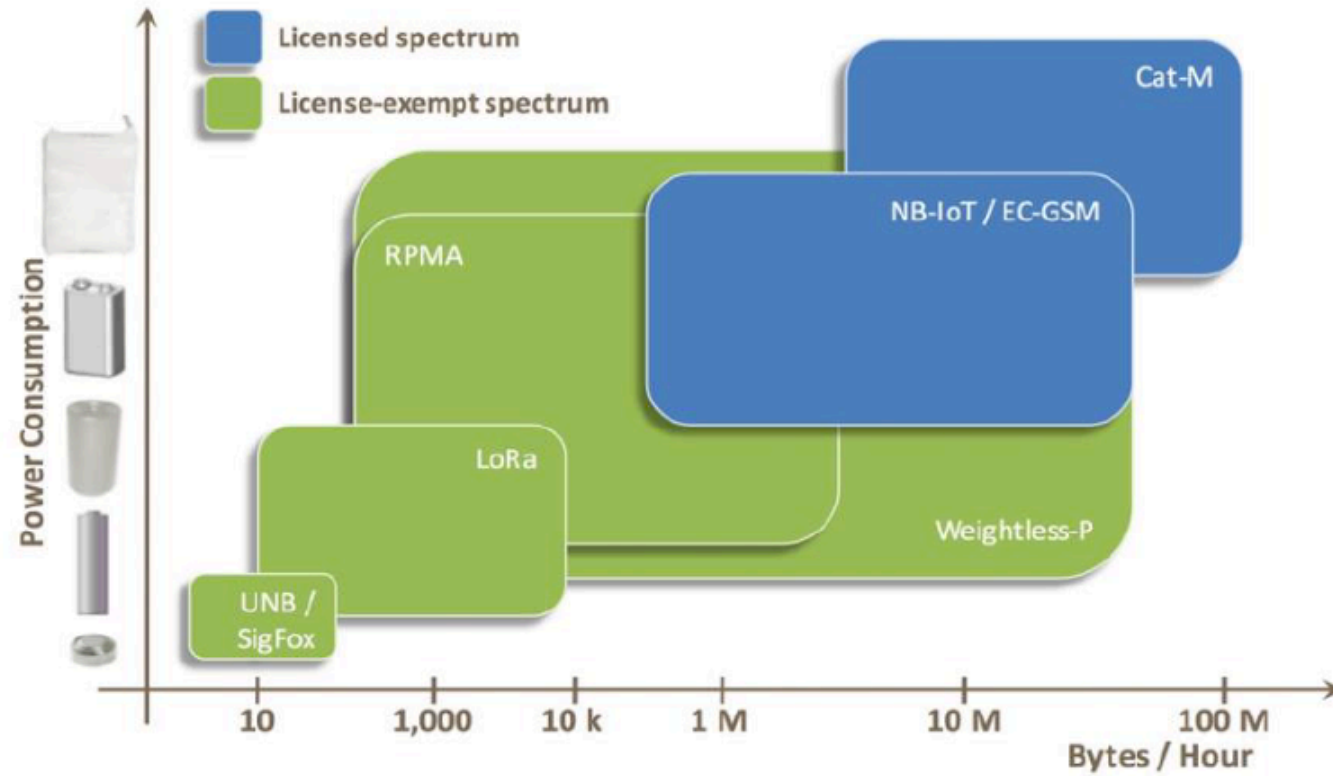 Licensed spectrum
License-exempt spectrum
Cat-M
NB-IoT / EC-GSM
RPMA
LoRa
Weightless-P
UNB /
SigFox
Power Consumption
10
1,000
10 k
1 M
10 M
100 M
Bytes / Hour